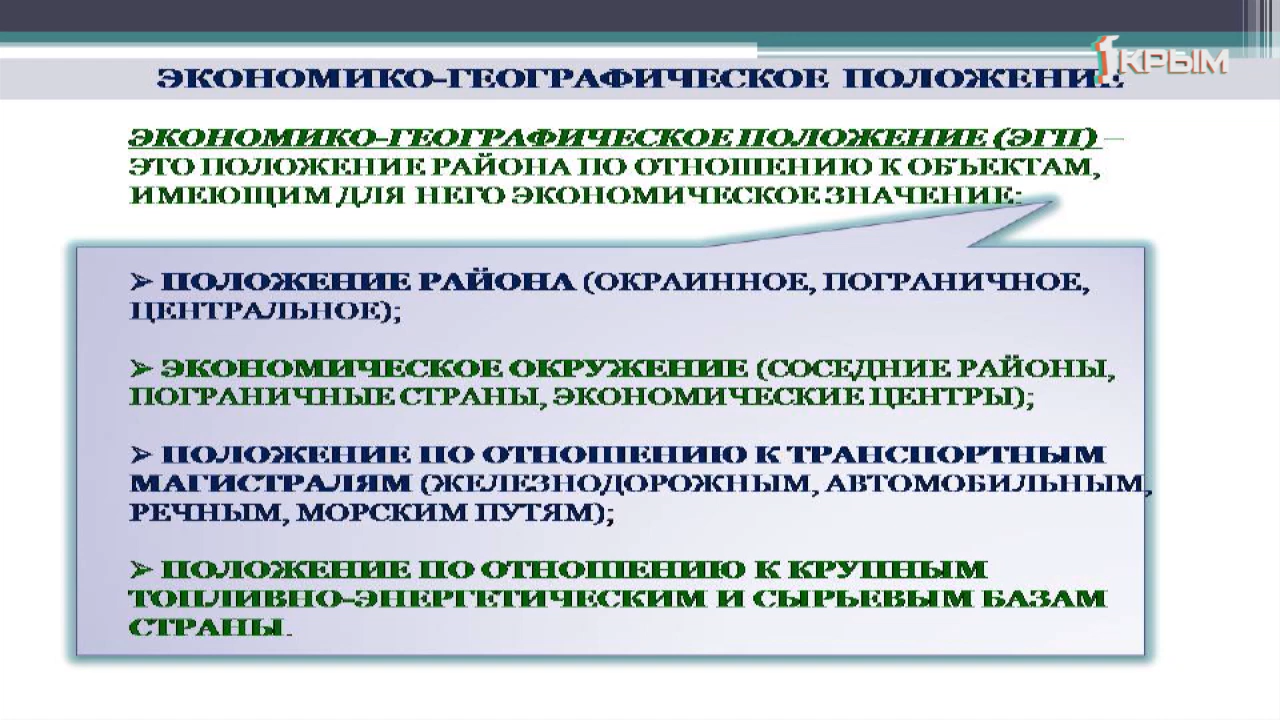 ЭКОНОМИКО-ГЕОГРАФИЧЕСКОЕ ПОЛОЖЕНИЕ
1КРЫМ
ЭКОНОМИКО-ГЕОГРАФИЧЕСКОЕ ПОЛОЖЕНИЕ (ЭГП) –
ЭТО ПОЛОЖЕНИЕ РАЙОНА ПО ОТНОШЕНИЮ К ОБЪЕКТАМ,
ИМЕЮЩИМ ДЛЯ НЕГО ЭКОНОМИЧЕСКОЕ ЗНАЧЕНИЕ:
➢ ПОЛОЖЕНИЕ РАЙОНА (ОКРАИННОЕ, ПОГРАНИЧНОЕ,
ЦЕНТРАЛЬНОЕ);
➢ ЭКОНОМИЧЕСКОЕ ОКРУЖЕНИЕ (СОСЕДНИЕ РАЙОНЫ,
ПОГРАНИЧНЫЕ СТРАНЫ, ЭКОНОМИЧЕСКИЕ ЦЕНТРЫ);
➢ ПОЛОЖЕНИЕ ПО ОТНОШЕНИЮ К ТРАНСПОРТНЫМ
МАГИСТРАЛЯМ (ЖЕЛЕЗНОДОРОЖНЫМ, АВТОМОБИЛЬНЫМ,
РЕЧНЫМ, МОРСКИМ ПУТЯМ);
➢ ПОЛОЖЕНИЕ ПО ОТНОШЕНИЮ К КРУПНЫМ
ТОПЛИВНО-ЭНЕРГЕТИЧЕСКИМ И СЫРЬЕВЫМ БАЗАМ
СТРАНЫ.